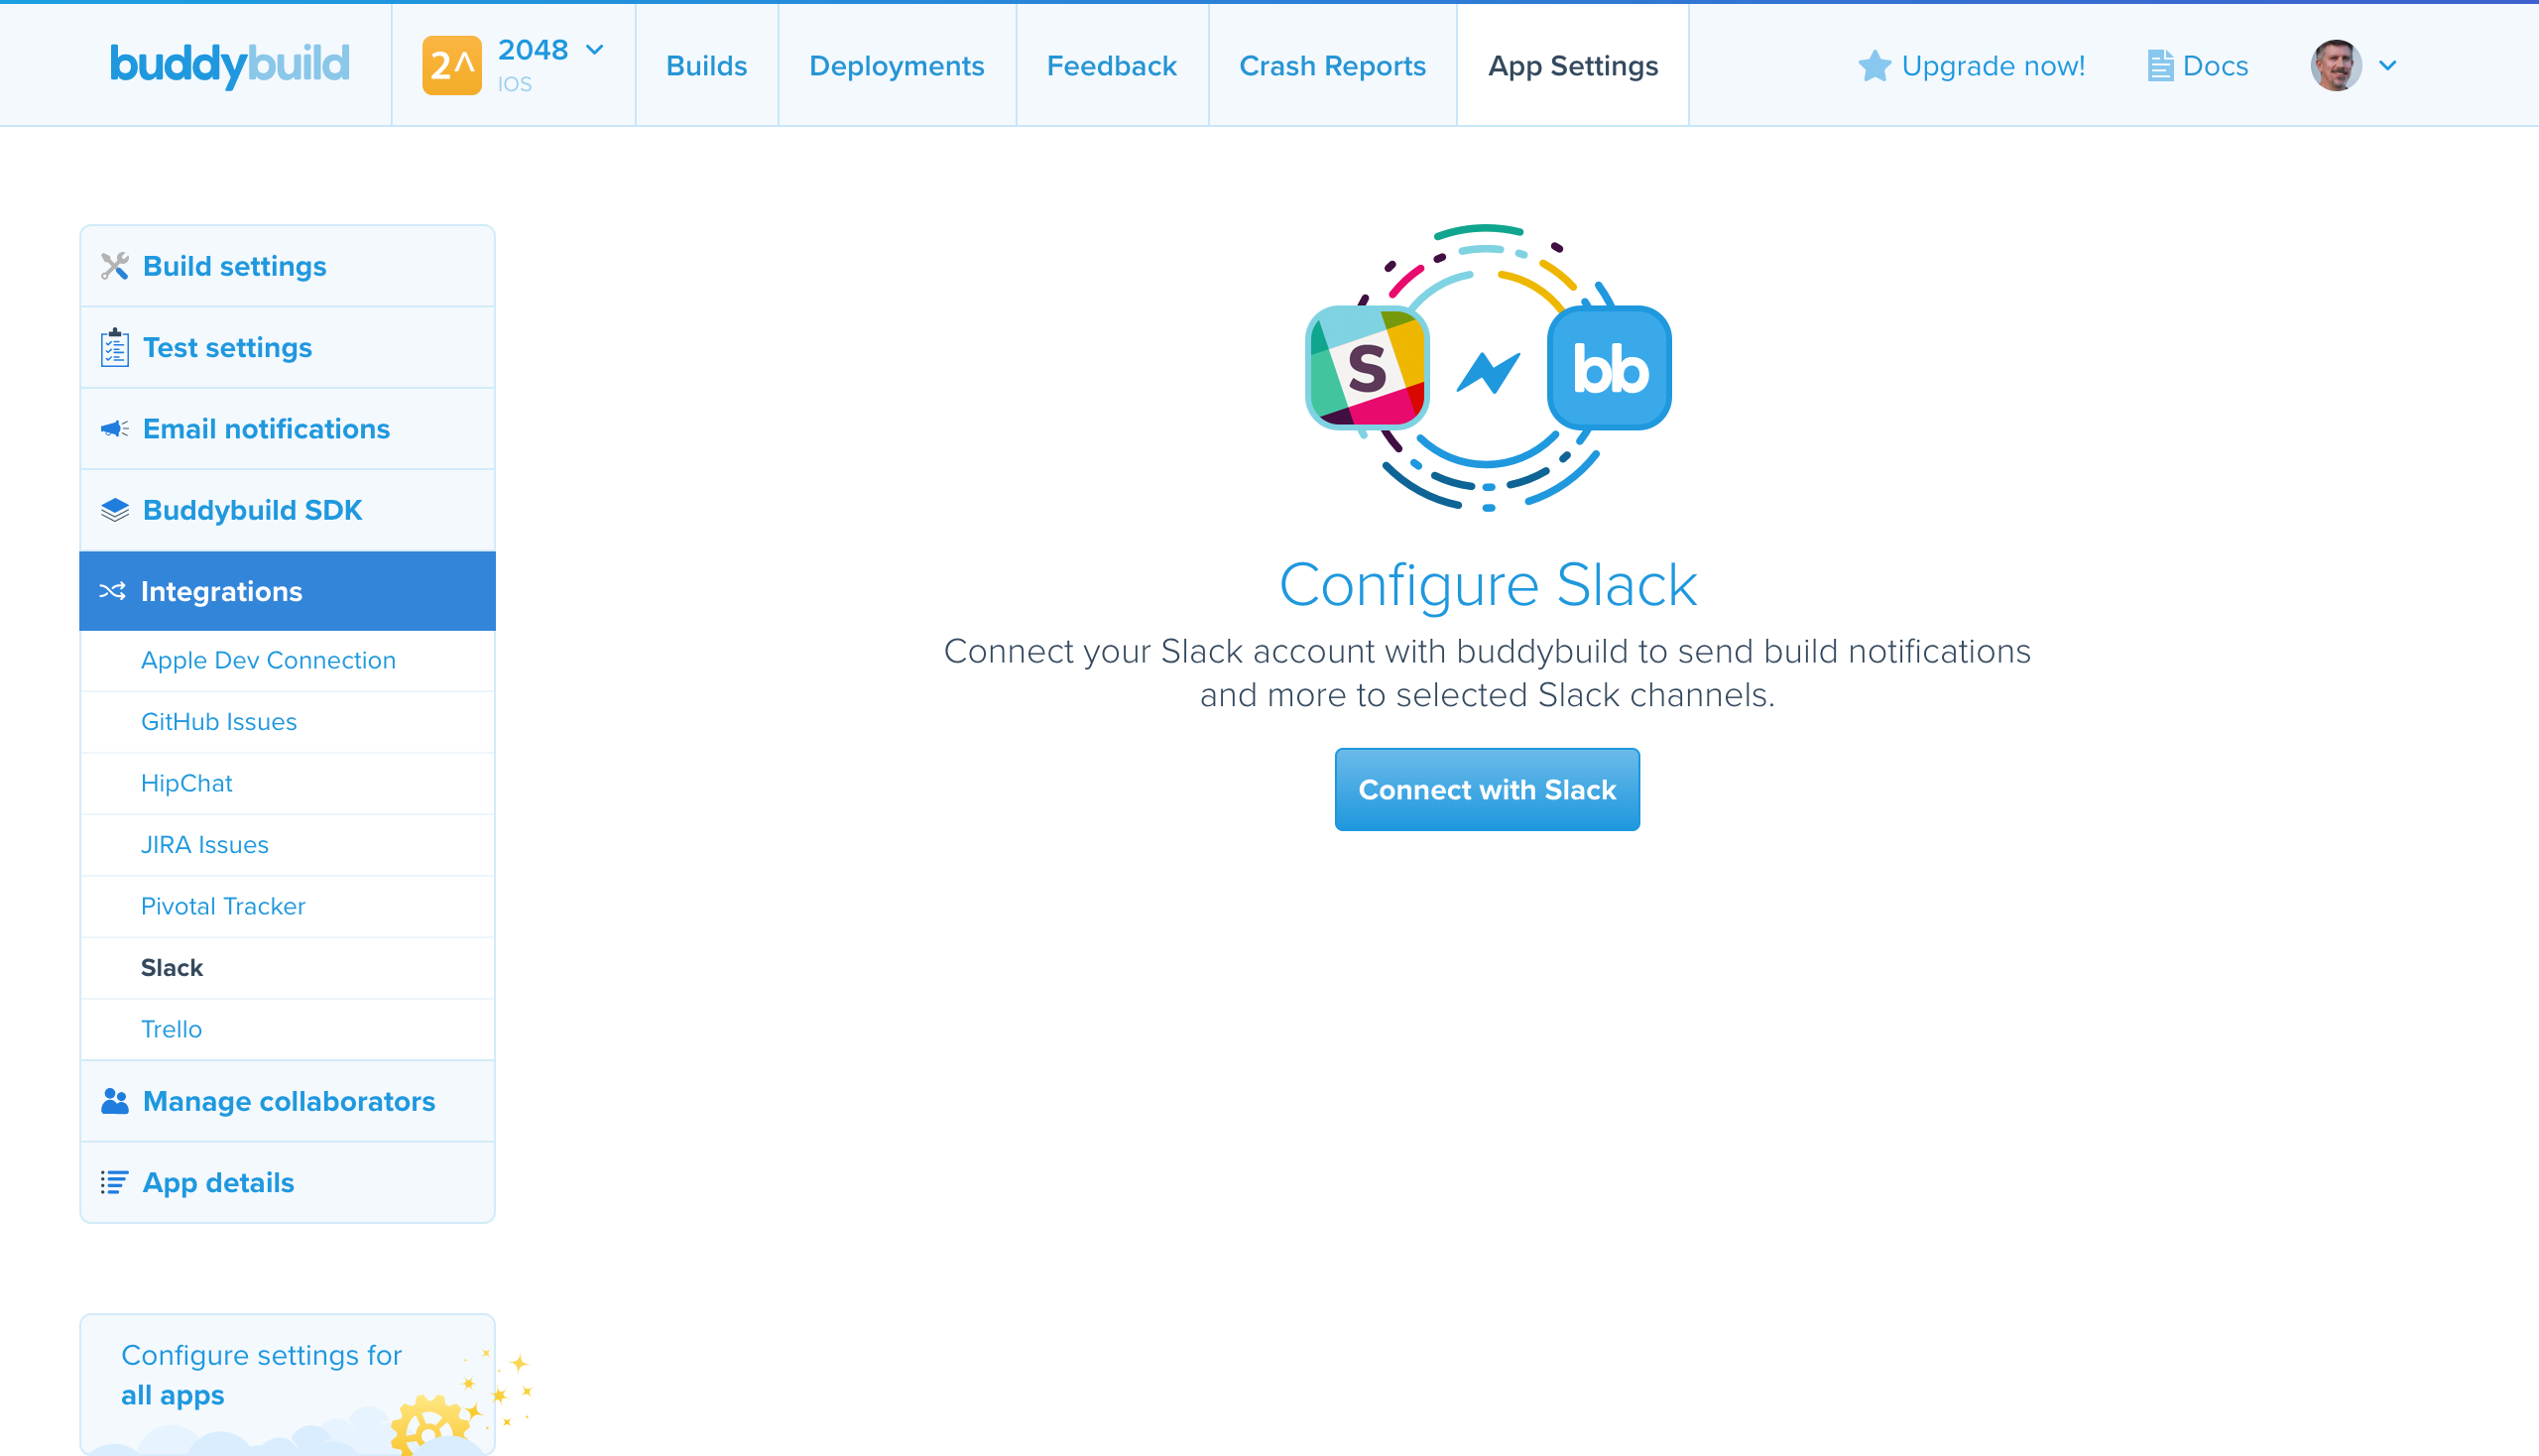 buddybuild
2^
2048
IOS
Builds
Deployments
Feedback
Crash Reports
App Settings
Upgrade now!
Docs
Build settings
Test settings
Email notifications
Buddybuild SDK
Integrations
Apple Dev Connection
GitHub Issues
HipChat
JIRA Issues
Pivotal Tracker
Slack
Trello
Manage collaborators
App details
Configure settings for
all apps
S
bb
Configure Slack
Connect your Slack account with buddybuild to send build notifications
and more to selected Slack channels.
Connect with Slack